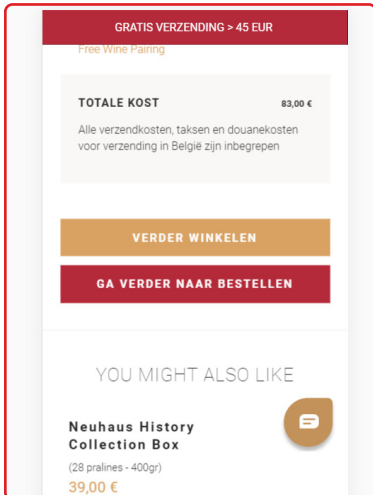 GRATIS VERZENDING > 45 EUR
Free Wine Pairing
TOTALE KOST 83,00 €
Alle verzendkosten, taksen en douanekosten
voor verzending in België zijn inbegrepen
VERDER WINKELEN
GA VERDER NAAR BESTELLEN
YOU MIGHT ALSO LIKE
Neuhaus History
Collection Box
(28 pralines - 400gr)
39,00 €